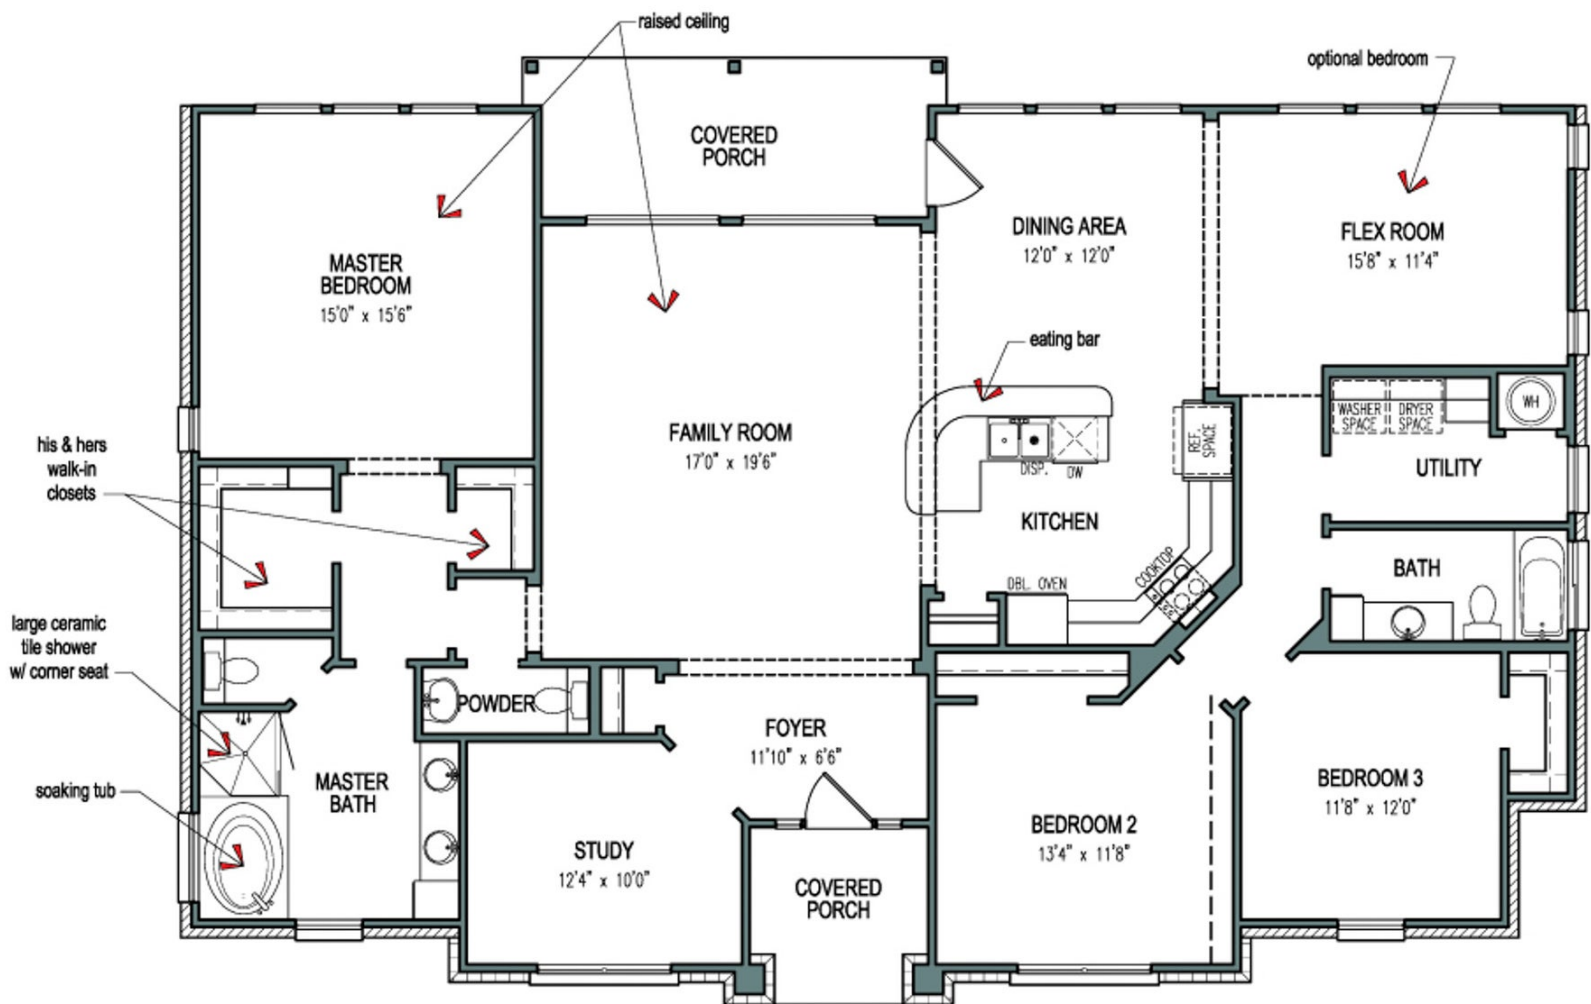 raised ceiling
optional bedroom
COVERED
PORCH
DINING AREA
12'0" x 12'0"
FLEX ROOM
15'8" x 11'4"
MASTER
BEDROOM
15'0" x 15'6"
eating bar
FAMILY ROOM
17'0" x 19'6"
his & hers
walk-in
closets
WASHER
SPACE
DRYER
SPACE
WH
REF.
SPACE
DISP.
DW
UTILITY
KITCHEN
COOKTOP
DBL. OVEN
BATH
large ceramic
tile shower
w/ corner seat
POWDER
FOYER
11'10" x 6'6"
soaking tub
MASTER
BATH
BEDROOM 3
11'8" x 12'0"
BEDROOM 2
13'4" x 11'8"
STUDY
12'4" x 10'0"
COVERED
PORCH